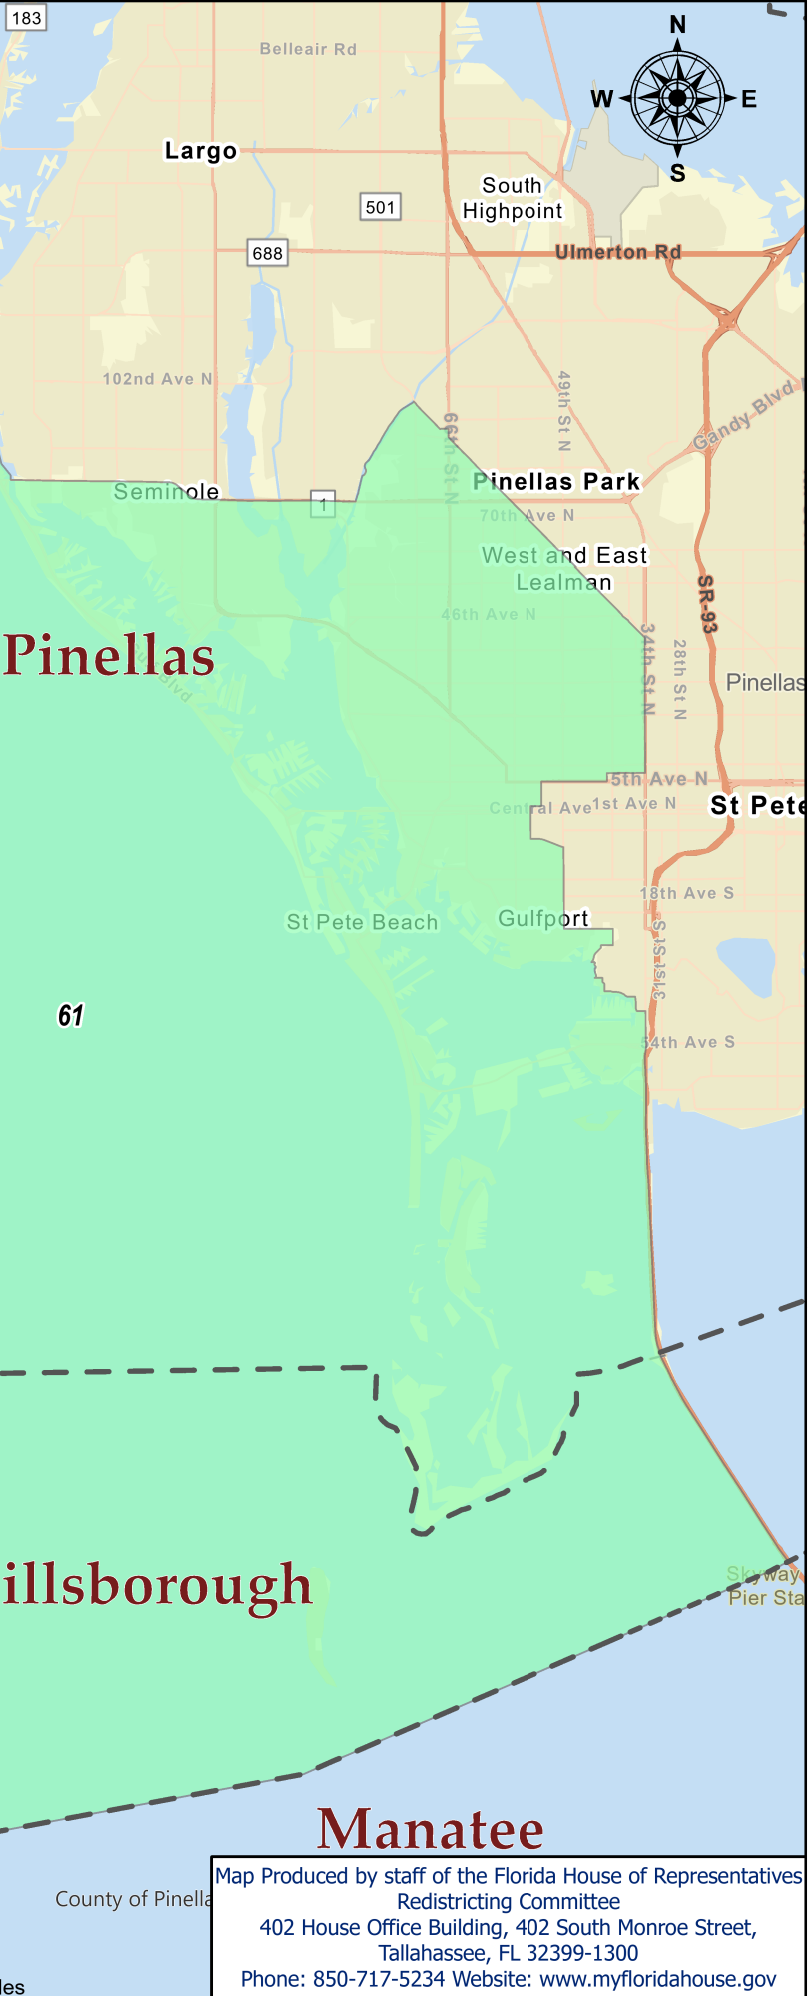 183
Belleair Rd
N
W
E
S
Largo
South
Highpoint
501
688
Ulmerton Rd
102nd Ave N
49th St N
Gandy Blvd
66th St N
Pinellas Park
Seminole
1
70th Ave N
West and East
Lealman
SR-93
46th Ave N
34th St N
28th St N
Pinellas
Blvd
Pinellas
5th Ave N
Central Ave
1st Ave N
St Pete
18th Ave S
St Pete Beach
Gulfport
31st St S
61
54th Ave S
illsborough
Skyway
Pier Sta
Manatee
County of Pinella
Map Produced by staff of the Florida House of Representatives
Redistricting Committee
402 House Office Building, 402 South Monroe Street,
Tallahassee, FL 32399-1300
Phone: 850-717-5234 Website: www.myfloridahouse.gov
les